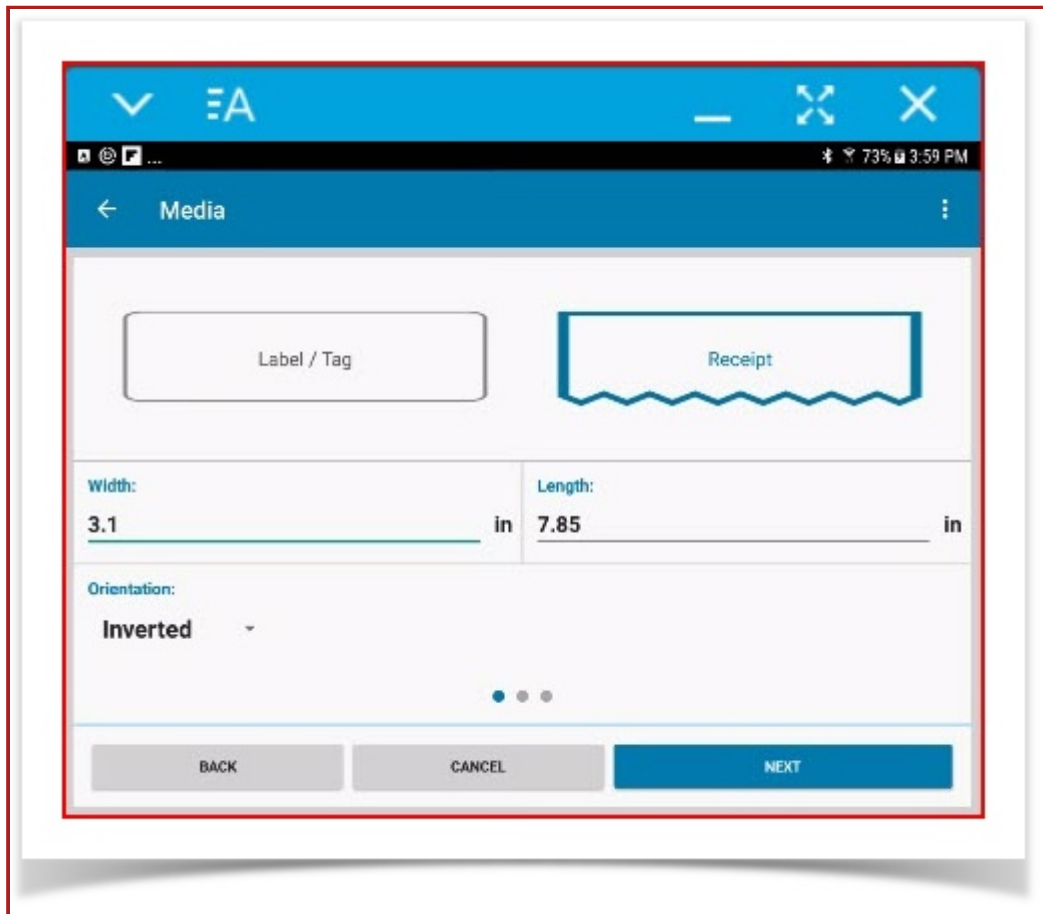 A
... 73% 3:59 PM
Media
Label / Tag Receipt
Width: Length:
3.1 in 7.85 in
Orientation:
Inverted
BACK CANCEL NEXT